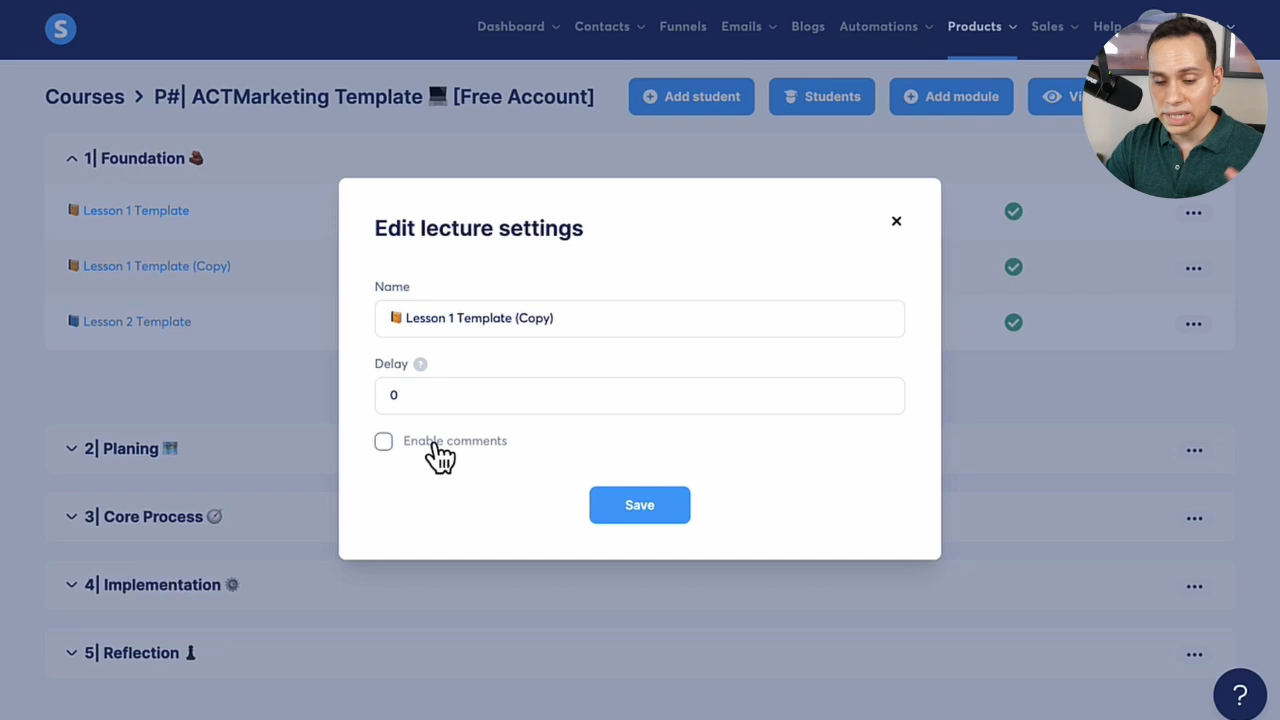 S
Dashboard Contacts Funnels Emails Blogs Automations Products Sales Help
Courses > P#| ACTMarketing Template 💻 [Free Account]
Add student
Students
Add module
1| Foundation
Lesson 1 Template
Lesson 1 Template (Copy)
Lesson 2 Template
2| Planing
3| Core Process
4| Implementation
5| Reflection
Edit lecture settings
Name
Lesson 1 Template (Copy)
Delay ?
0
Enable comments
Save
?